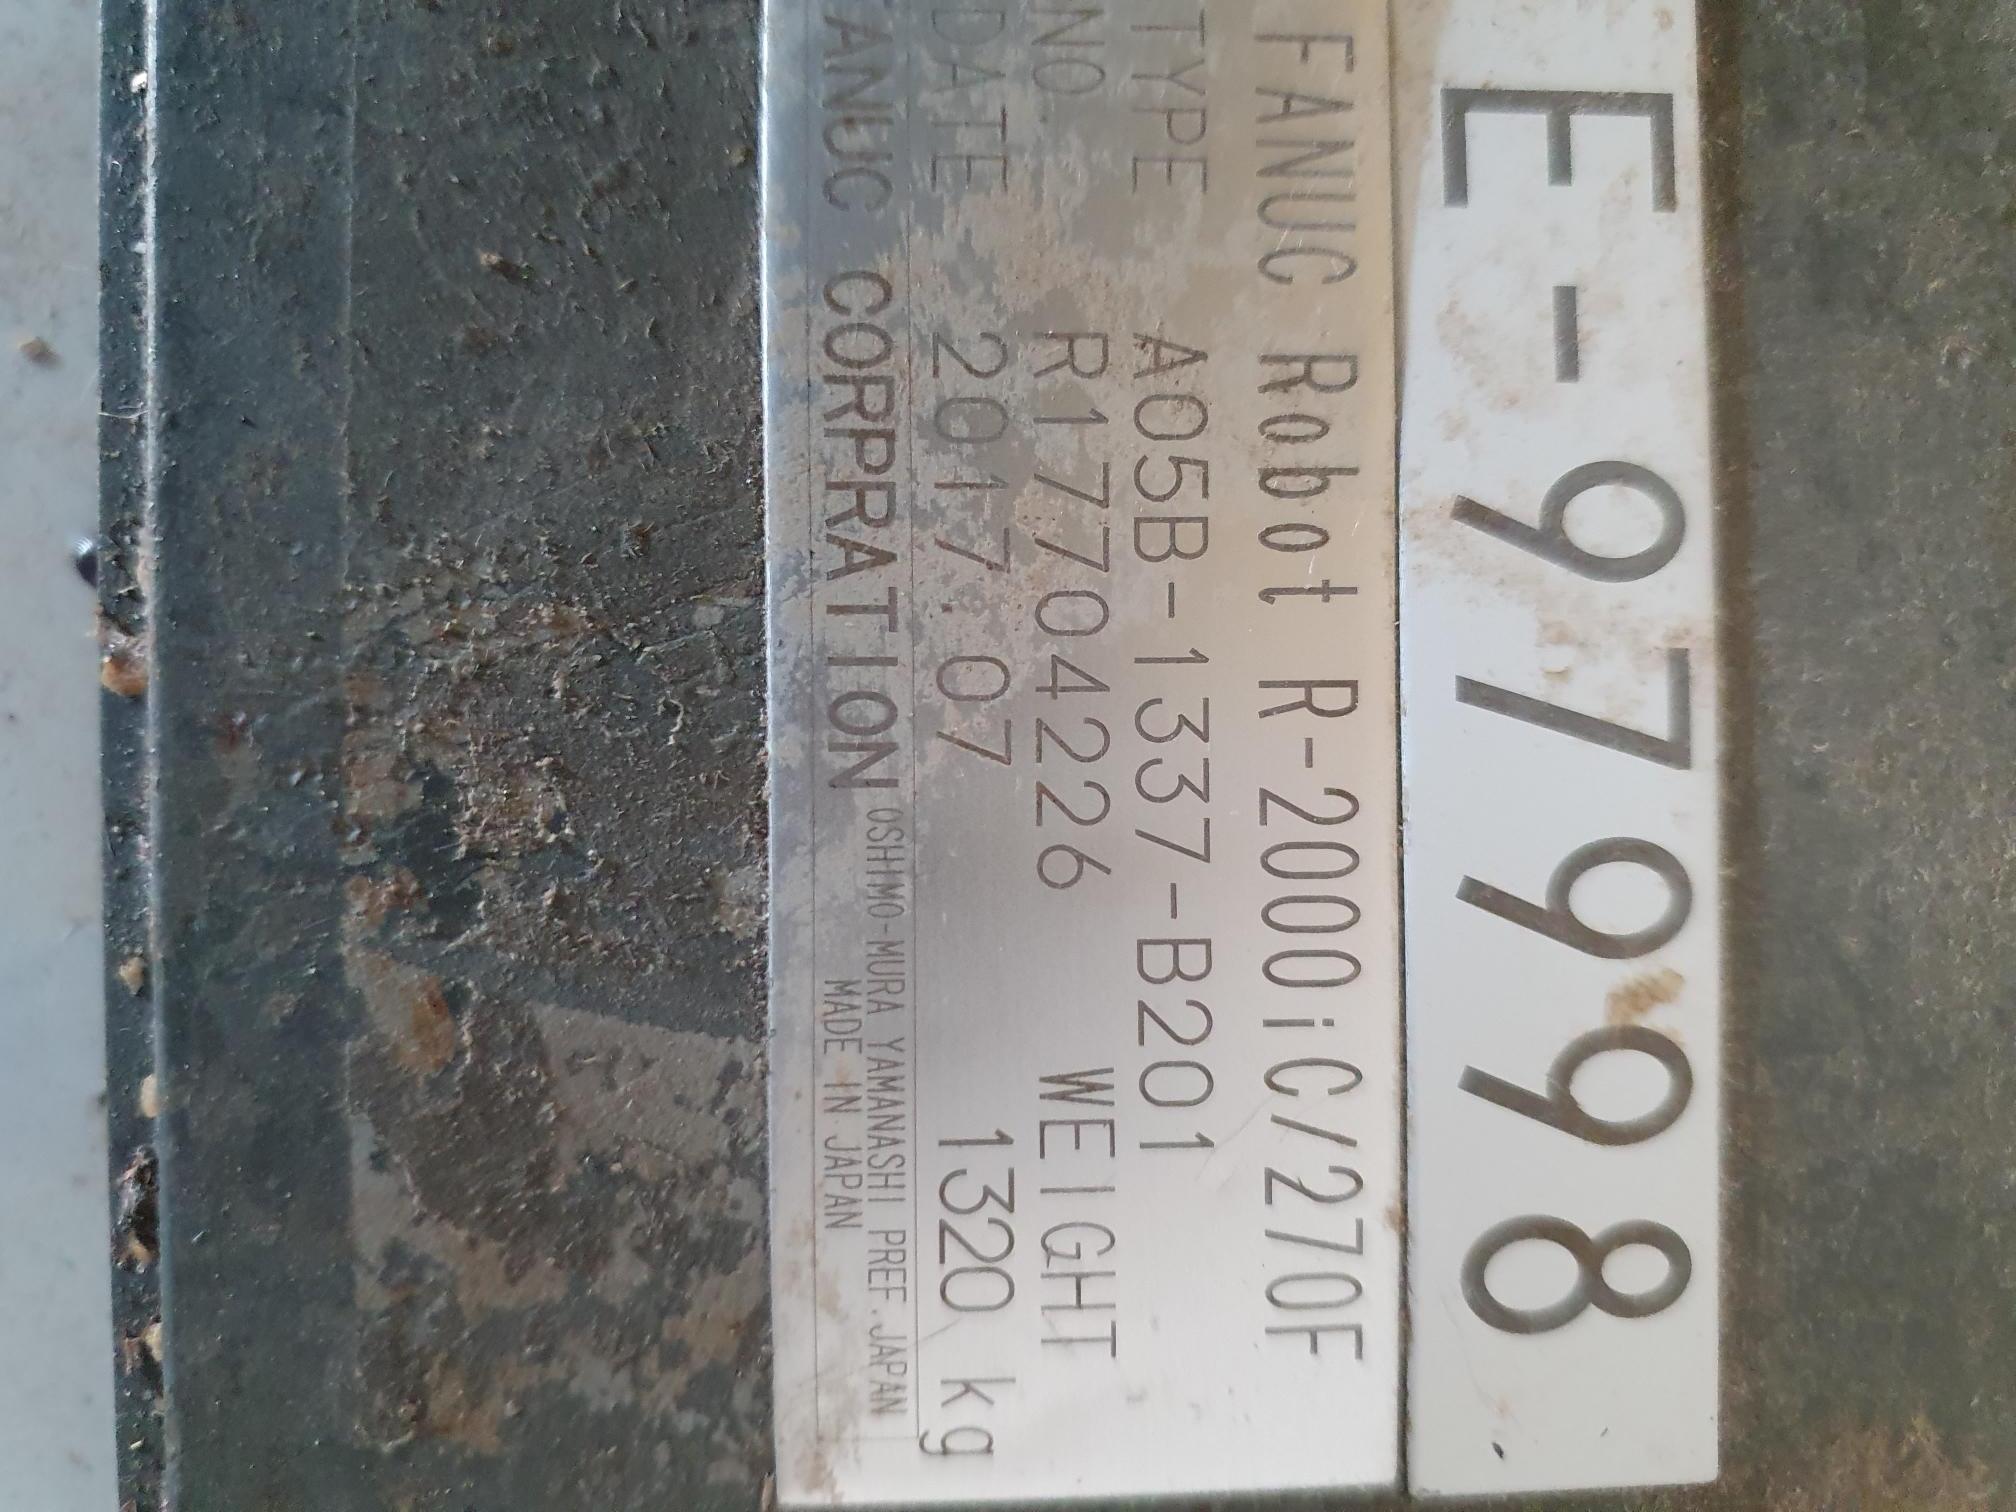 E-97998
FANUC Robot R-2000iC/270F
TYPE A05B-1337-B201
NO. R17704226 WEIGHT
DATE 2017.07 1320 kg
FANUC CORPRATION OSHIMO-MURA YAMANASHI PREF. JAPAN
MADE IN JAPAN